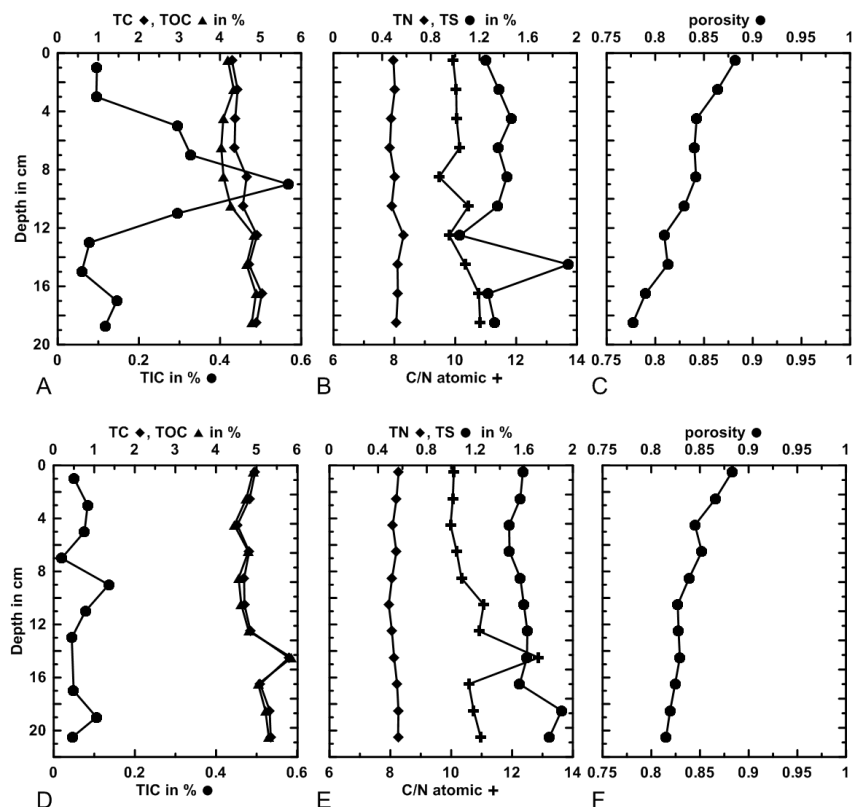 TC ◆, TOC ▲ in %
TN ◆, TS ● in %
porosity ●
0 1 2 3 4 5 6
0 0.4 0.8 1.2 1.6 2
0.75 0.8 0.85 0.9 0.95 1
0
4
8
12
16
20
Depth in cm
0 0.2 0.4 0.6
6 8 10 12 14
0.75 0.8 0.85 0.9 0.95 1
A
TIC in % ●
B
C/N atomic +
C
TC ◆, TOC ▲ in %
TN ◆, TS ● in %
porosity ●
0 1 2 3 4 5 6
0 0.4 0.8 1.2 1.6 2
0.75 0.8 0.85 0.9 0.95 1
0
4
8
12
16
20
Depth in cm
0 0.2 0.4 0.6
6 8 10 12 14
0.75 0.8 0.85 0.9 0.95 1
D
TIC in % ●
E
C/N atomic +
F